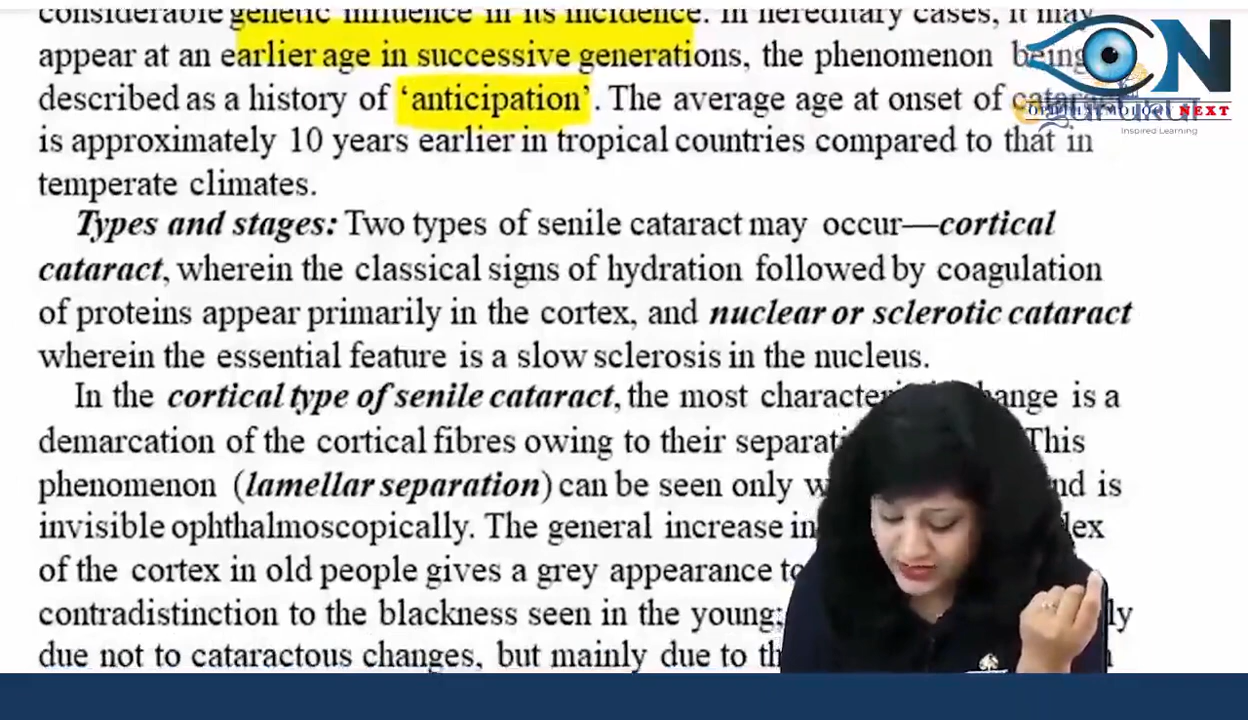 considerable genetic influence in its incidence. In hereditary cases, it may
appear at an earlier age in successive generations, the phenomenon being
described as a history of ‘anticipation’. The average age at onset of
is approximately 10 years earlier in tropical countries compared to that in
temperate climates.
Types and stages: Two types of senile cataract may occur—cortical
cataract, wherein the classical signs of hydration followed by coagulation
of proteins appear primarily in the cortex, and nuclear or sclerotic cataract
wherein the essential feature is a slow sclerosis in the nucleus.
In the cortical type of senile cataract, the most ange is a
demarcation of the cortical fibres owing to their This
phenomenon (lamellar separation) can be seen only nd is
invisible ophthalmoscopically. The general increase in lex
of the cortex in old people gives a grey appearance
contradistinction to the blackness seen in the young; ly
due not to cataractous changes, but mainly due to
ON
OPHTHALMOLOGY NEXT
Inspired Learning